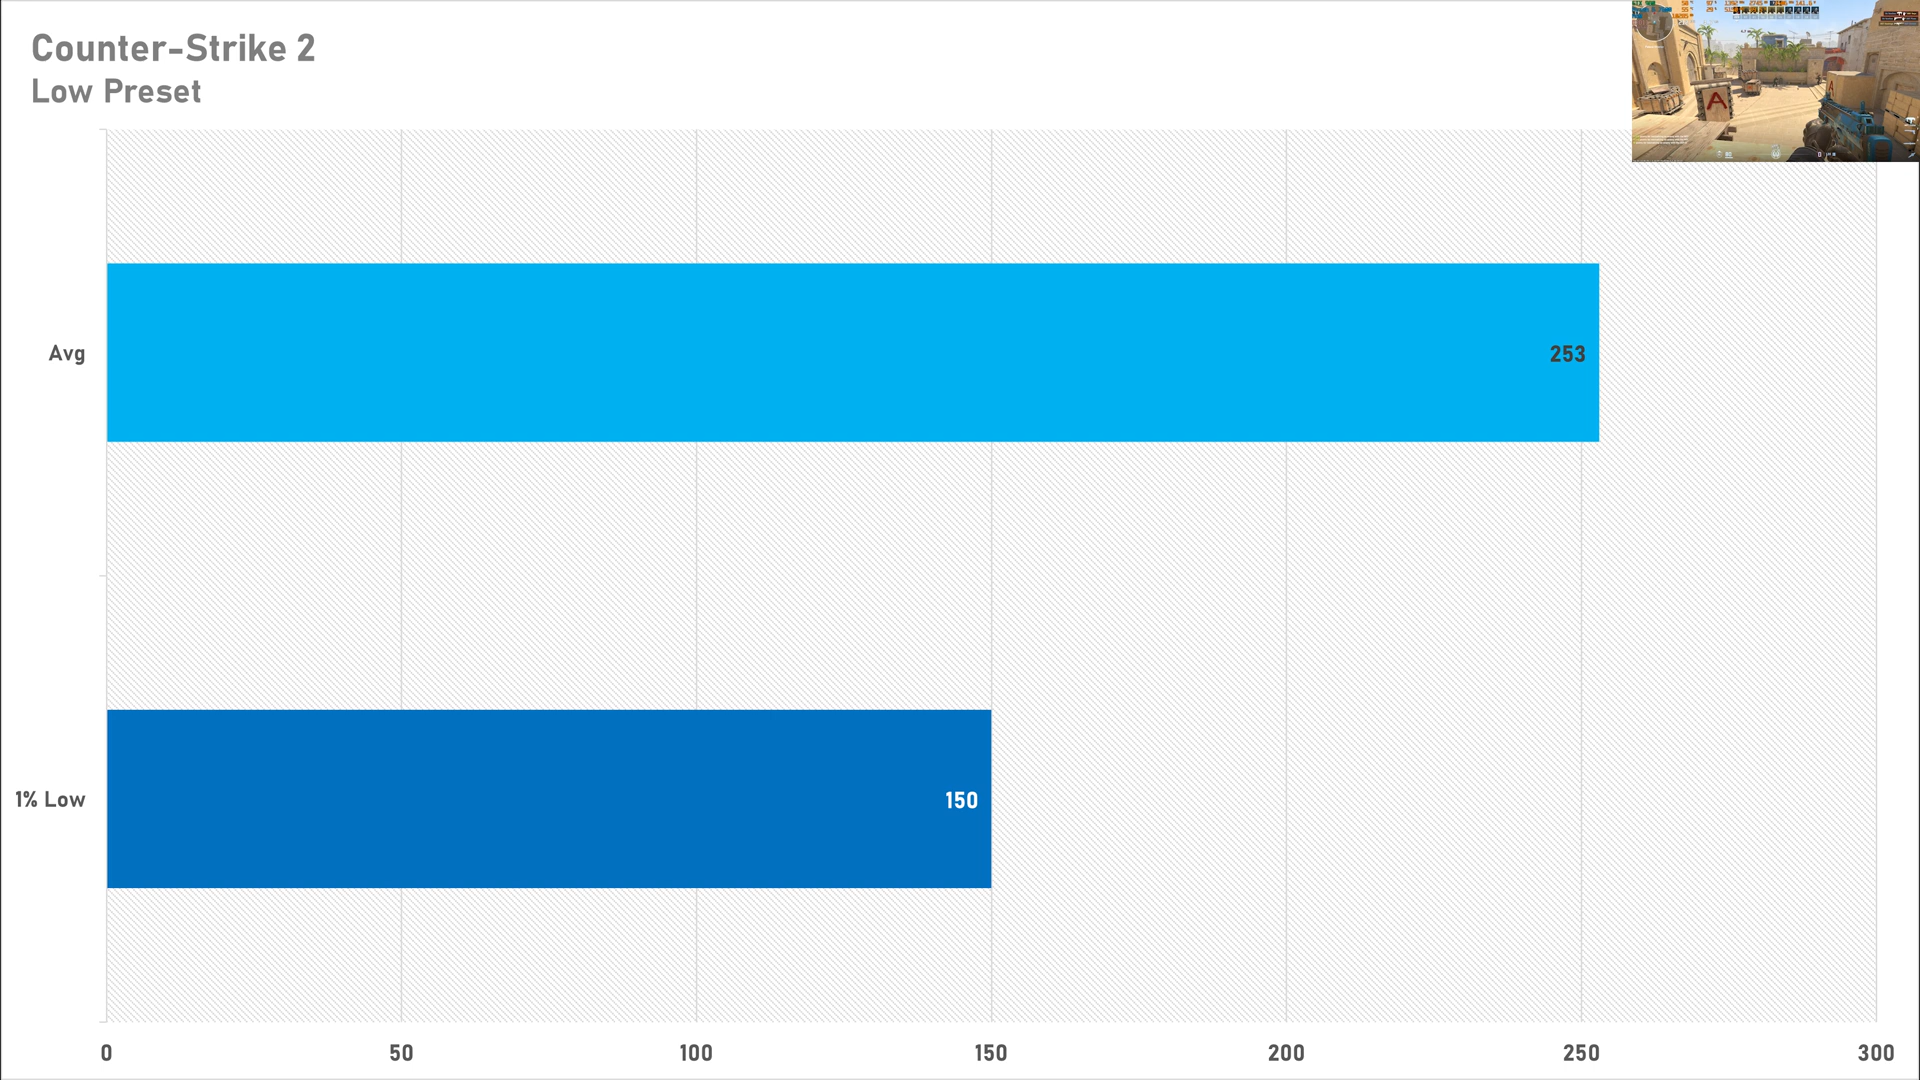 Counter-Strike 2
Low Preset
A
A
Avg
253
1% Low
150
0 50 100 150 200 250 300